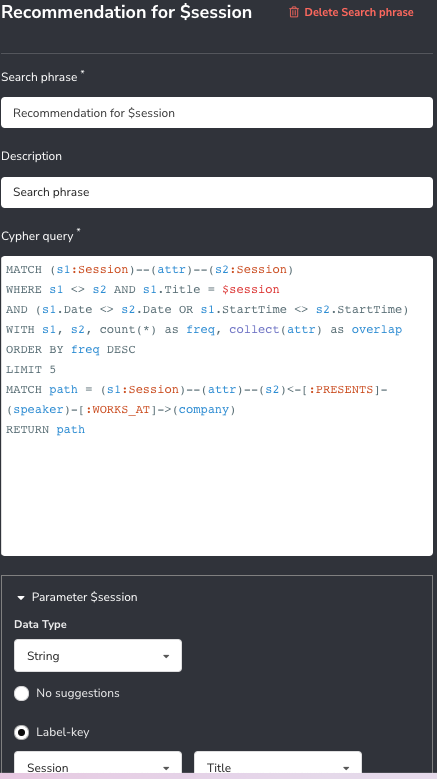 Recommendation for $session
Delete Search phrase
Search phrase *
Recommendation for $session
Description
Search phrase
Cypher query *
MATCH (s1:Session)--(attr)--(s2:Session)
WHERE s1 <> s2 AND s1.Title = $session
AND (s1.Date <> s2.Date OR s1.StartTime <> s2.StartTime)
WITH s1, s2, count(*) as freq, collect(attr) as overlap
ORDER BY freq DESC
LIMIT 5
MATCH path = (s1:Session)--(attr)--(s2)<-[:PRESENTS]-
(speaker)-[:WORKS_AT]->(company)
RETURN path
Parameter $session
Data Type
String
No suggestions
Label-key
Session
Title